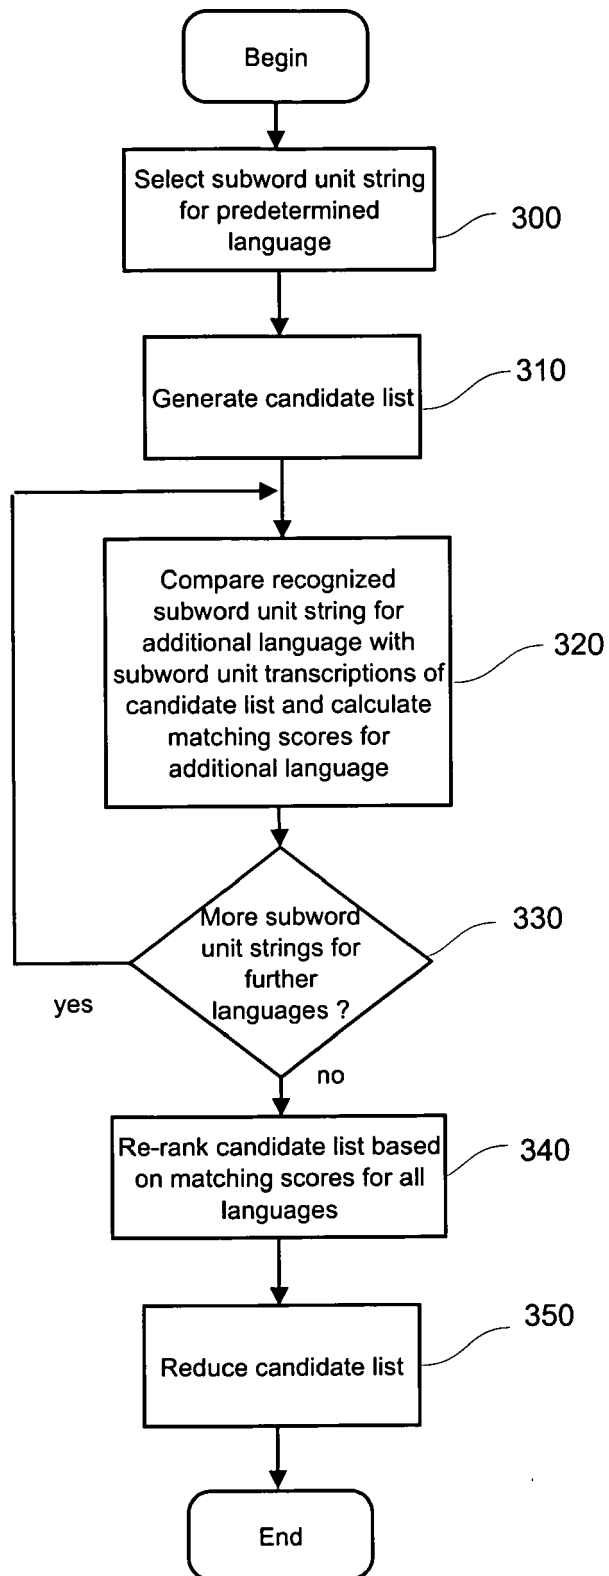 Begin
Select subword unit string
for predetermined
language
300
Generate candidate list
310
Compare recognized
subword unit string for
additional language with
subword unit transcriptions of
candidate list and calculate
matching scores for
additional language
320
More subword
unit strings for
further
languages ?
330
yes
no
Re-rank candidate list based
on matching scores for all
languages
340
Reduce candidate list
350
End